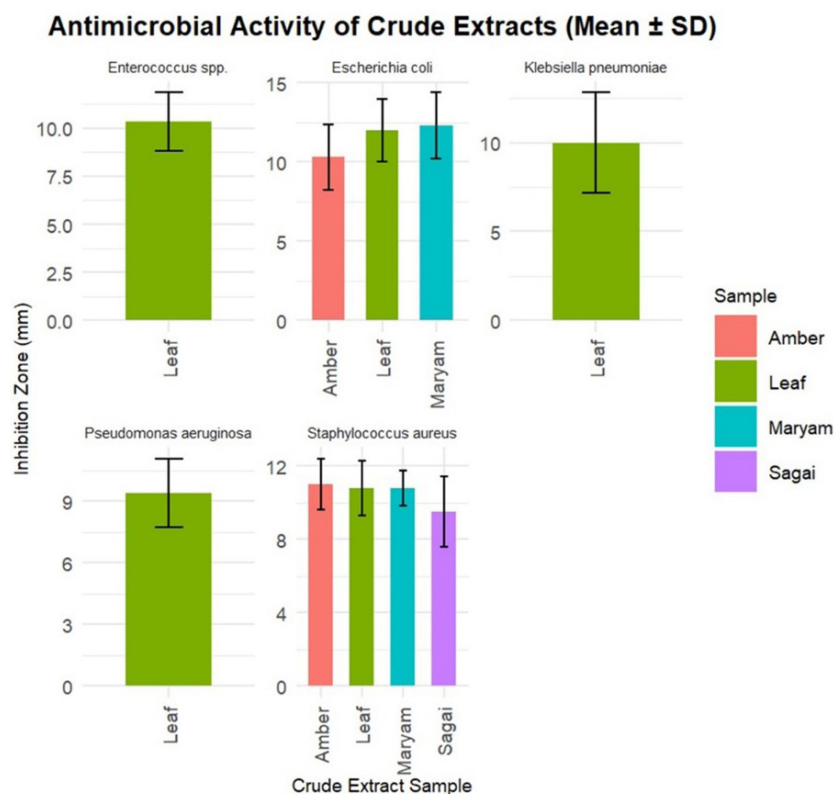 Antimicrobial Activity of Crude Extracts (Mean ± SD)
Enterococcus spp.
10.0
7.5
5.0
2.5
0.0
Leaf
Escherichia coli
15
10
5
0
Amber
Leaf
Maryam
Klebsiella pneumoniae
10
5
0
Leaf
Inhibition Zone (mm)
Pseudomonas aeruginosa
9
6
3
0
Leaf
Staphylococcus aureus
12
8
4
0
Amber
Leaf
Maryam
Sagai
Crude Extract Sample
Sample
Amber
Leaf
Maryam
Sagai